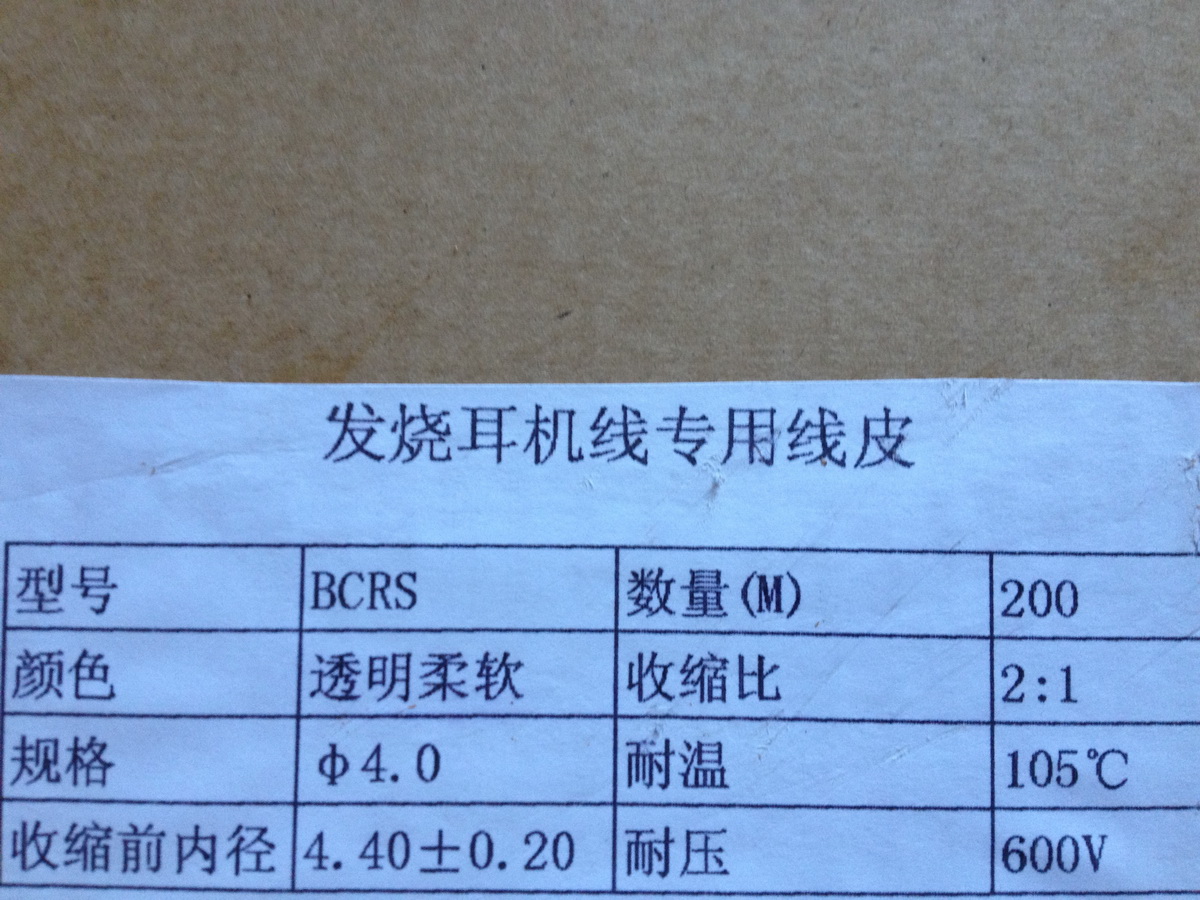 发烧耳机线专用线皮
型号 BCRS 数量(M) 200
颜色 透明柔软 收缩比 2:1
规格 φ4.0 耐温 105℃
收缩前内径 4.40±0.20 耐压 600V